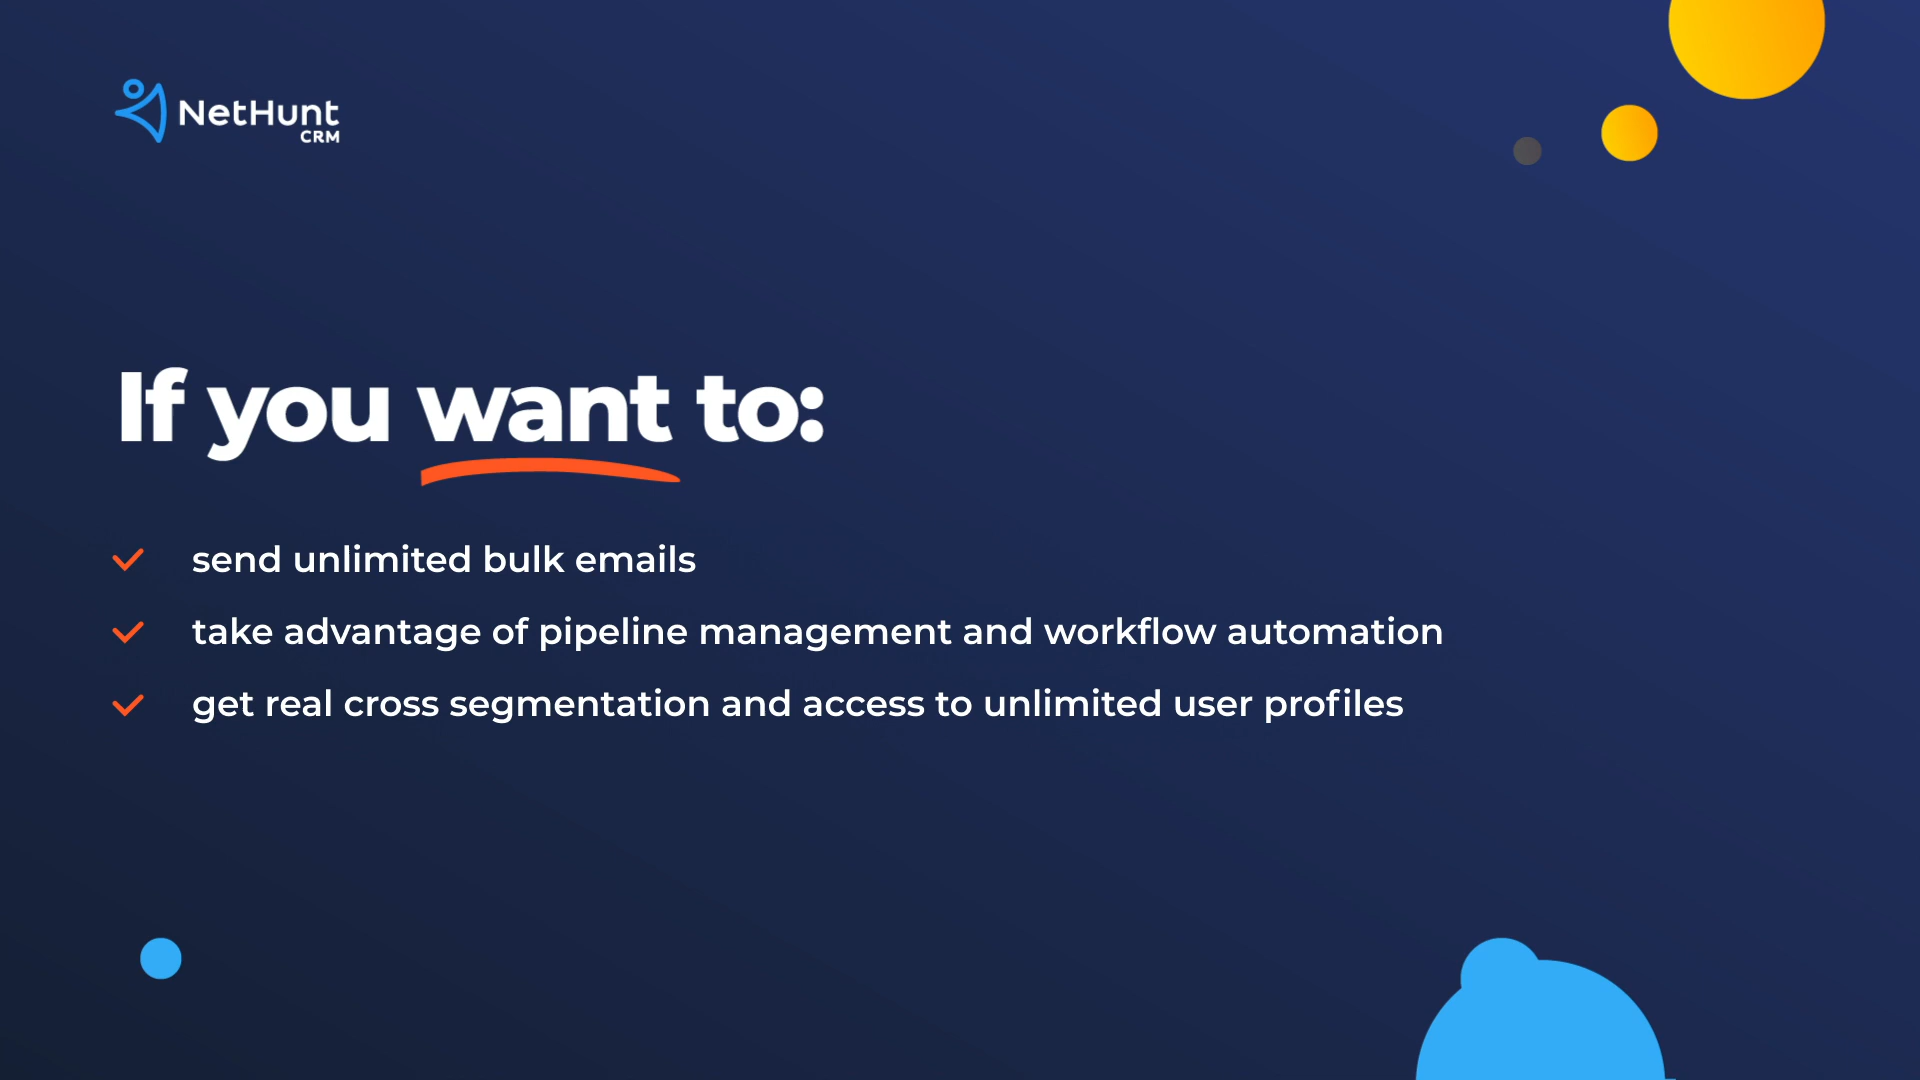 NetHunt
CRM
If you want to:
send unlimited bulk emails
take advantage of pipeline management and workflow automation
get real cross segmentation and access to unlimited user profiles